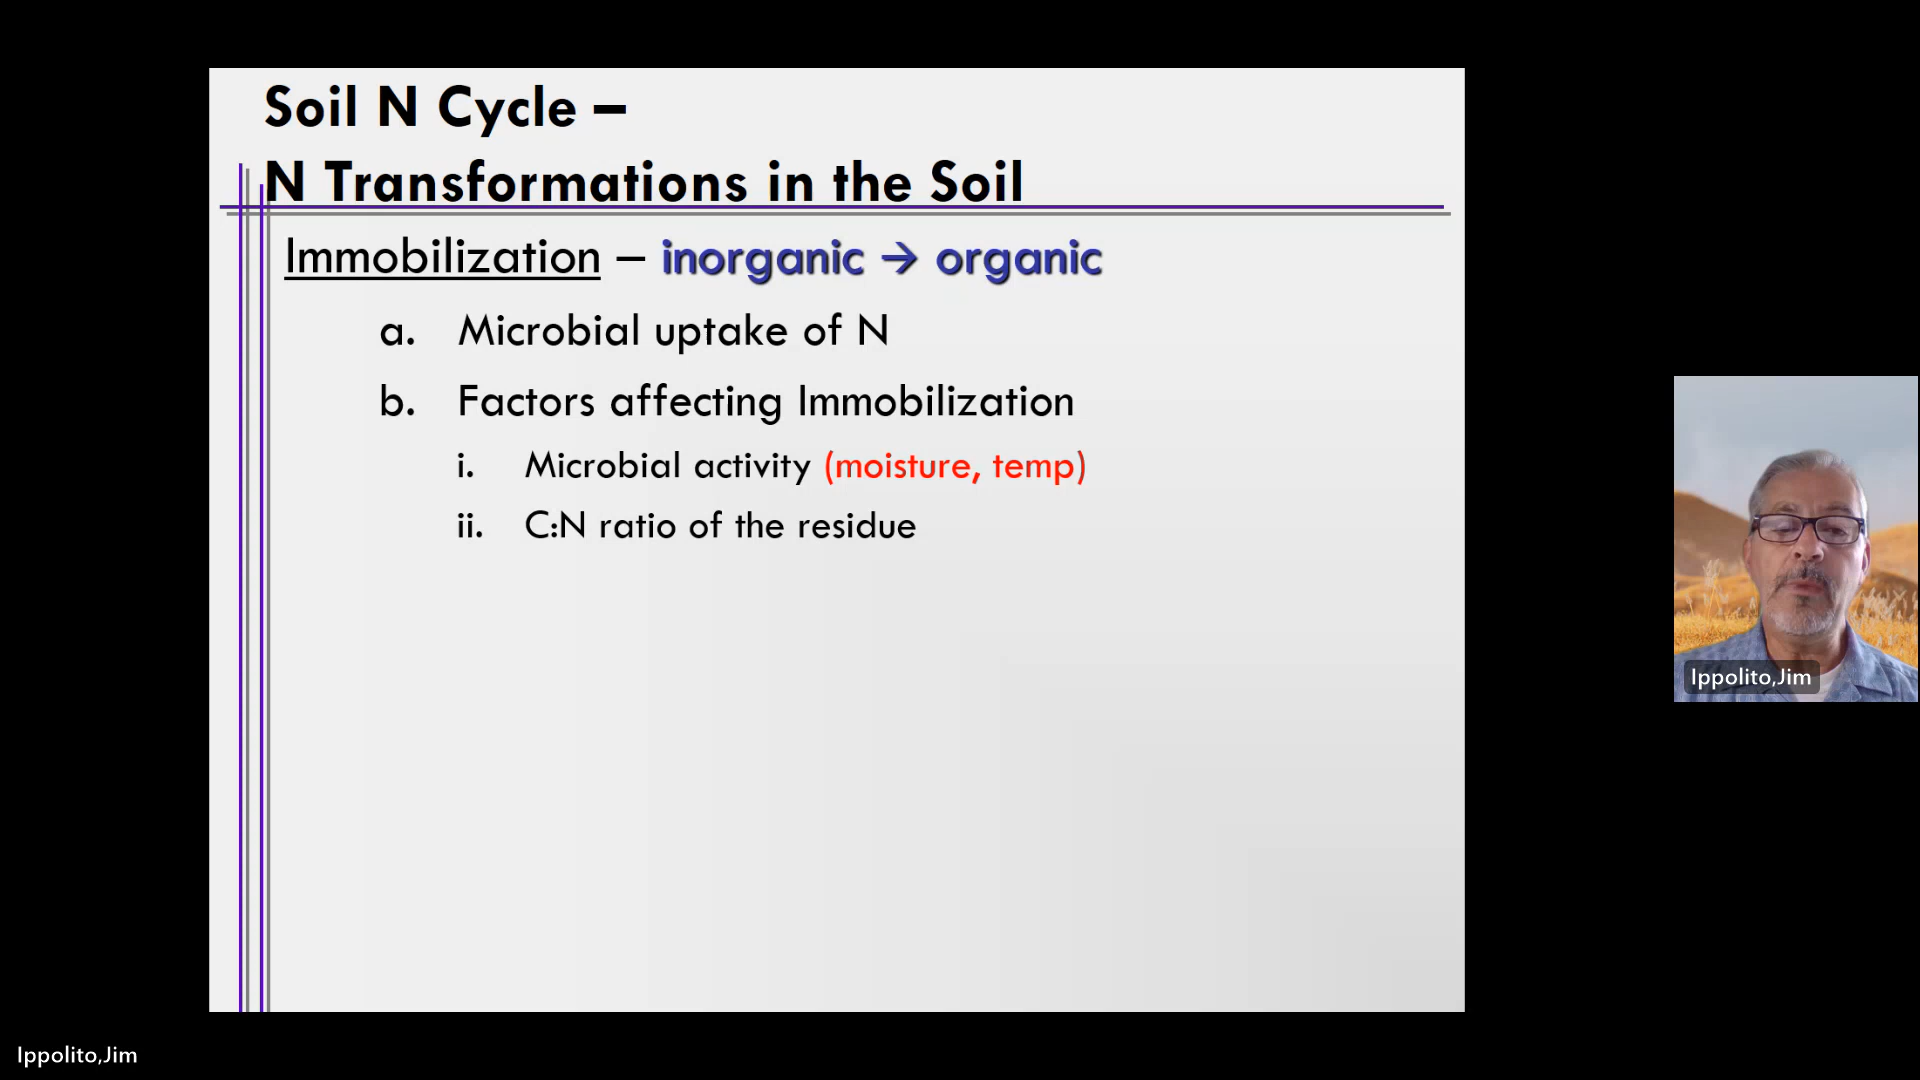 Soil N Cycle –
N Transformations in the Soil
Immobilization – inorganic → organic
a. Microbial uptake of N
b. Factors affecting Immobilization
i. Microbial activity (moisture, temp)
ii. C:N ratio of the residue
Ippolito,Jim
Ippolito,Jim